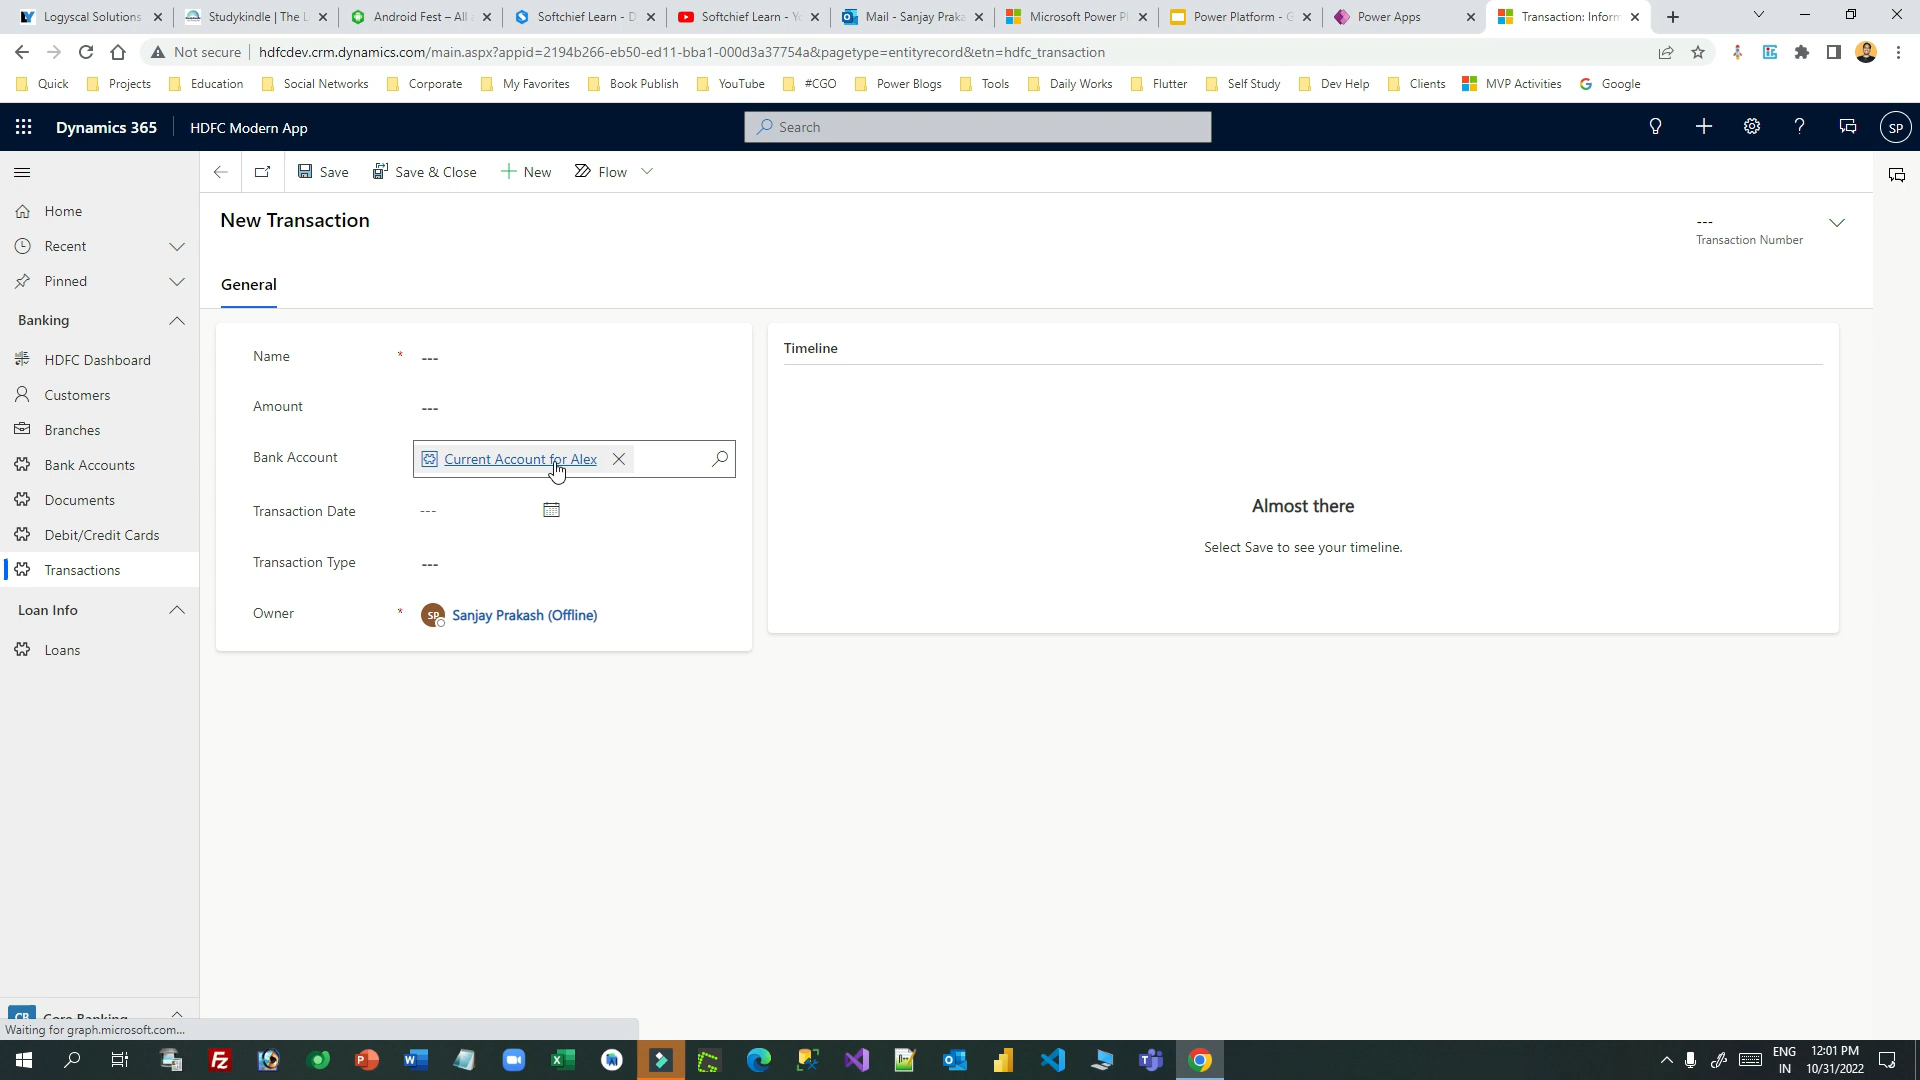 Logyscal Solutions
Studykindle | The L
Android Fest – All
Softchief Learn - D
Softchief Learn - Yo
Mail - Sanjay Praka
Microsoft Power Pl
Power Platform - G
Power Apps
Transaction: Inform
Not secure
hdfcdev.crm.dynamics.com/main.aspx?appid=2194b266-eb50-ed11-bba1-000d3a37754a&pagetype=entityrecord&etn=hdfc_transaction
Quick
Projects
Education
Social Networks
Corporate
My Favorites
Book Publish
YouTube
#CGO
Power Blogs
Tools
Daily Works
Flutter
Self Study
Dev Help
Clients
MVP Activities
Google
Dynamics 365
HDFC Modern App
Search
SP
Save
Save & Close
New
Flow
Home
Recent
Pinned
Banking
HDFC Dashboard
Customers
Branches
Bank Accounts
Documents
Debit/Credit Cards
Transactions
Loan Info
Loans
CB Core Banking
New Transaction
---
Transaction Number
General
Name * ---
Amount ---
Bank Account Current Account for Alex
Transaction Date ---
Transaction Type ---
Owner * SP Sanjay Prakash (Offline)
Timeline
Almost there
Select Save to see your timeline.
Waiting for graph.microsoft.com...
ENG
IN
12:01 PM
10/31/2022